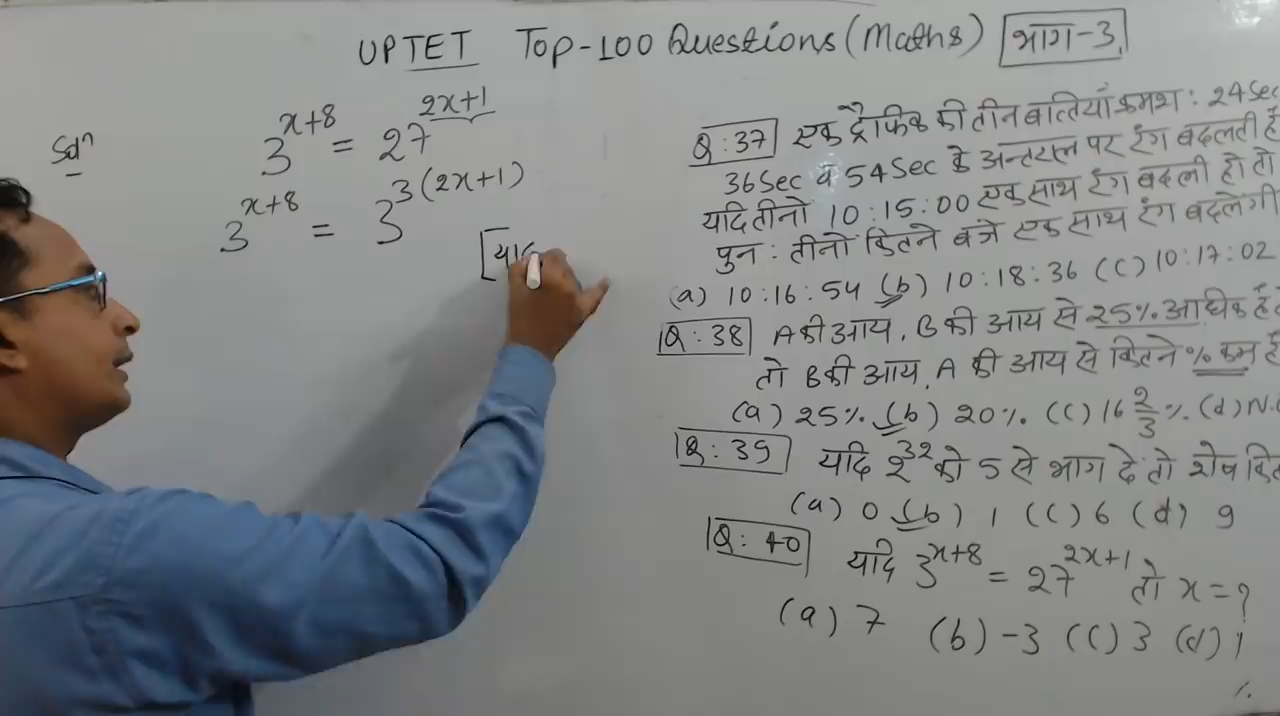 UPTET Top-100 Questions (Maths) भाग-3
Solⁿ
3^{x+8} = 27^{2x+1}
3^{x+8} = 3^{3(2x+1)}
[यदि
Q:37 एक ट्रैफिक की तीन बत्तियाँ क्रमश: 24Sec
36Sec व 54Sec के अन्तराल पर रंग बदलती है
यदि तीनो 10:15:00 एक साथ रंग बदली हो तो
पुन: तीनो कितने बजे एक साथ रंग बदलेगी
(a) 10:16:54 (b) 10:18:36 (c) 10:17:02
Q:38 A की आय, B की आय से 25% अधिक है
तो B की आय, A की आय से कितने % कम है
(a) 25% (b) 20% (c) 16 2/3 % (d) N.
Q:39 यदि 2^{32} को 5 से भाग दे तो शेष
(a) 0 (b) 1 (c) 6 (d) 9
Q:40 यदि 3^{x+8} = 27^{2x+1} तो x=?
(a) 7 (b) -3 (c) 3 (d) 1